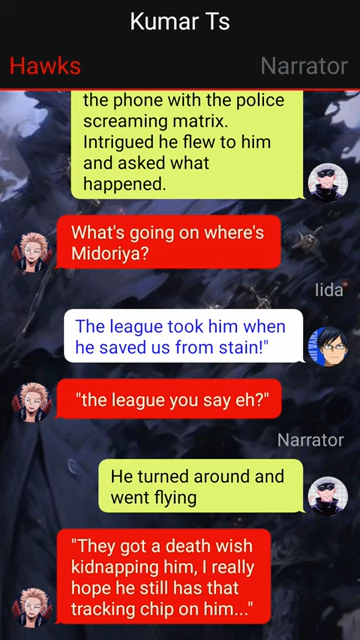 Kumar Ts
Hawks
Narrator
the phone with the police
screaming matrix.
Intrigued he flew to him
and asked what
happened.
What's going on where's
Midoriya?
Iida
The league took him when
he saved us from stain!"
"the league you say eh?"
Narrator
He turned around and
went flying
"They got a death wish
kidnapping him, I really
hope he still has that
tracking chip on him..."